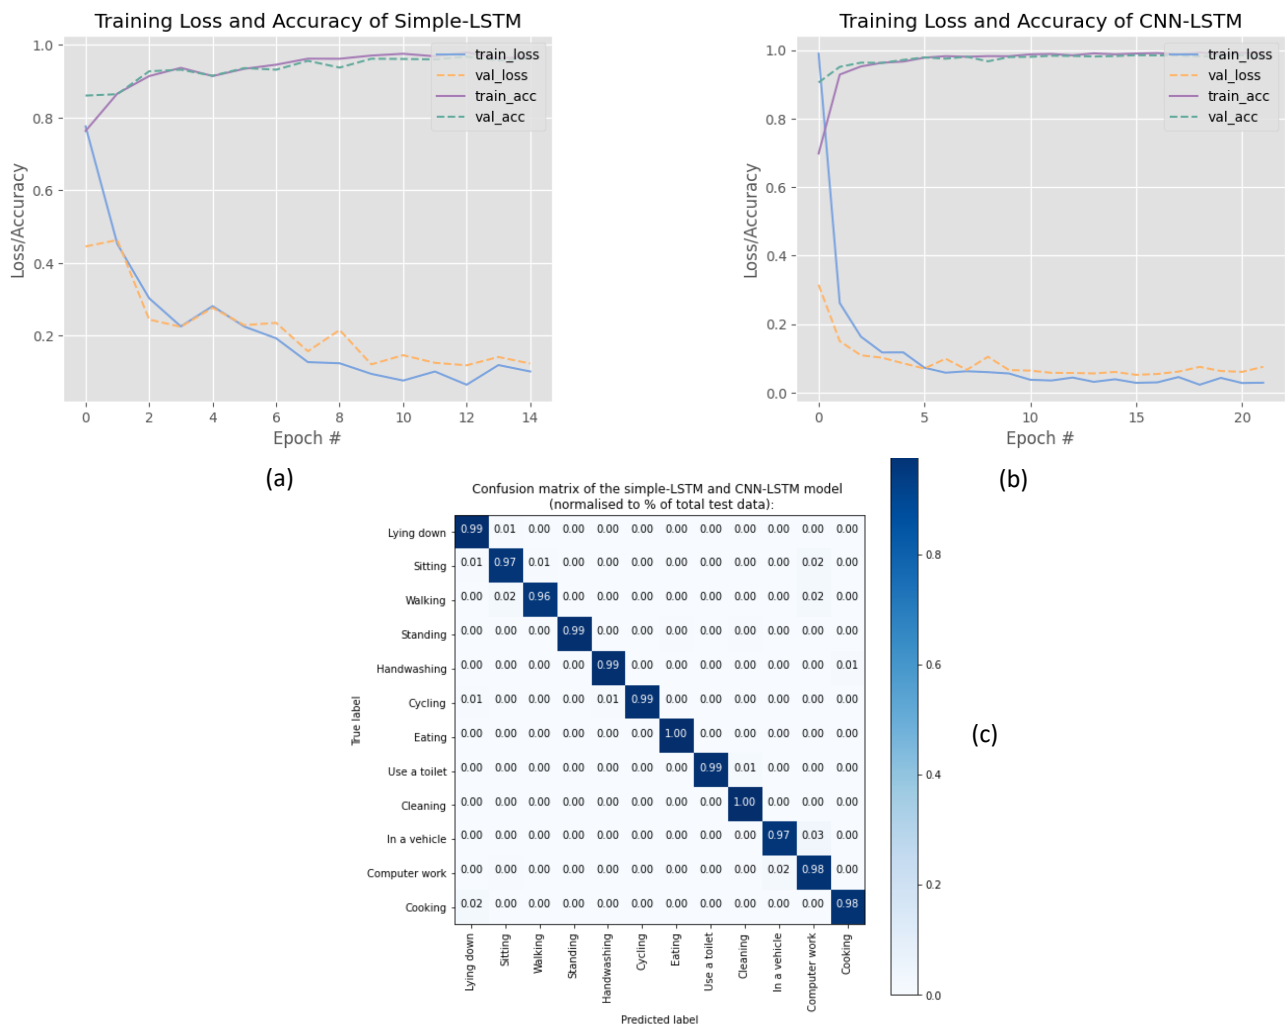 Training Loss and Accuracy of Simple-LSTM
1.0
0.8
0.6
0.4
0.2
Loss/Accuracy
train_loss
val_loss
train_acc
val_acc
0 2 4 6 8 10 12 14
Epoch #
(a)
Training Loss and Accuracy of CNN-LSTM
1.0
0.8
0.6
0.4
0.2
0.0
Loss/Accuracy
train_loss
val_loss
train_acc
val_acc
0 5 10 15 20
Epoch #
(b)
Confusion matrix of the simple-LSTM and CNN-LSTM model
(normalised to % of total test data):
True label
Lying down 0.99 0.01 0.00 0.00 0.00 0.00 0.00 0.00 0.00 0.00 0.00 0.00
Sitting 0.01 0.97 0.01 0.00 0.00 0.00 0.00 0.00 0.00 0.00 0.02 0.00
Walking 0.00 0.02 0.96 0.00 0.00 0.00 0.00 0.00 0.00 0.00 0.02 0.00
Standing 0.00 0.00 0.00 0.99 0.00 0.00 0.00 0.00 0.00 0.00 0.00 0.00
Handwashing 0.00 0.00 0.00 0.00 0.99 0.00 0.00 0.00 0.00 0.00 0.00 0.01
Cycling 0.01 0.00 0.00 0.00 0.01 0.99 0.00 0.00 0.00 0.00 0.00 0.00
Eating 0.00 0.00 0.00 0.00 0.00 0.00 1.00 0.00 0.00 0.00 0.00 0.00
Use a toilet 0.00 0.00 0.00 0.00 0.00 0.00 0.00 0.99 0.01 0.00 0.00 0.00
Cleaning 0.00 0.00 0.00 0.00 0.00 0.00 0.00 0.00 1.00 0.00 0.00 0.00
In a vehicle 0.00 0.00 0.00 0.00 0.00 0.00 0.00 0.00 0.00 0.97 0.03 0.00
Computer work 0.00 0.00 0.00 0.00 0.00 0.00 0.00 0.00 0.00 0.02 0.98 0.00
Cooking 0.02 0.00 0.00 0.00 0.00 0.00 0.00 0.00 0.00 0.00 0.00 0.98
Lying down
Sitting
Walking
Standing
Handwashing
Cycling
Eating
Use a toilet
Cleaning
In a vehicle
Computer work
Cooking
Predicted label
0.8
0.6
0.4
0.2
0.0
(c)